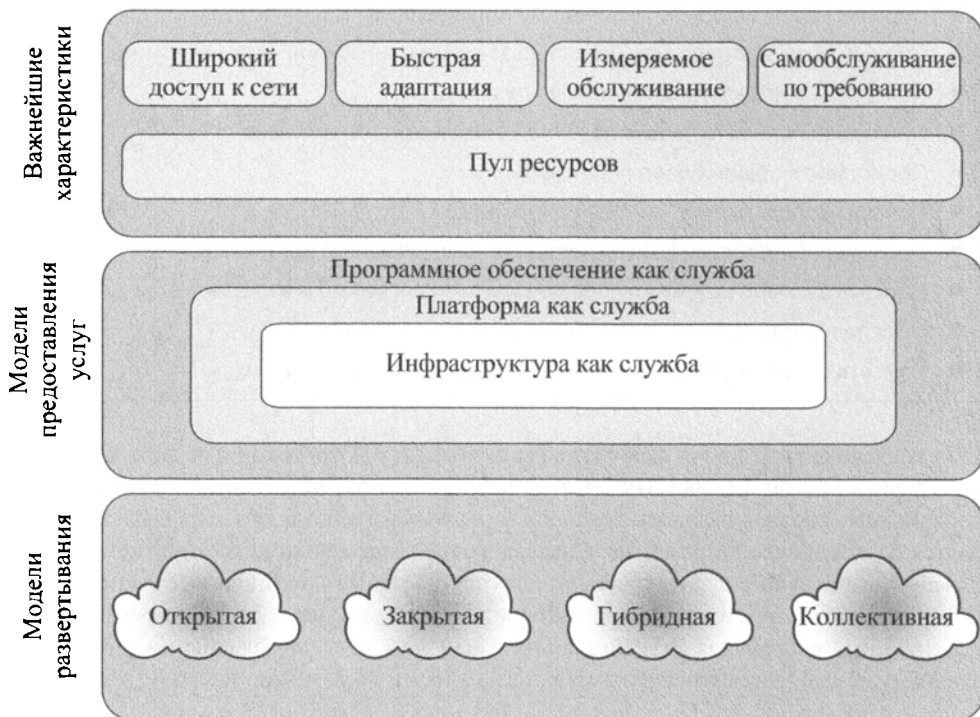 Важнейшие
характеристики
Широкий
доступ к сети
Быстрая
адаптация
Измеряемое
обслуживание
Самообслуживание
по требованию
Пул ресурсов
Модели
предоставления
услуг
Программное обеспечение как служба
Платформа как служба
Инфраструктура как служба
Модели
развертывания
Открытая
Закрытая
Гибридная
Коллективная